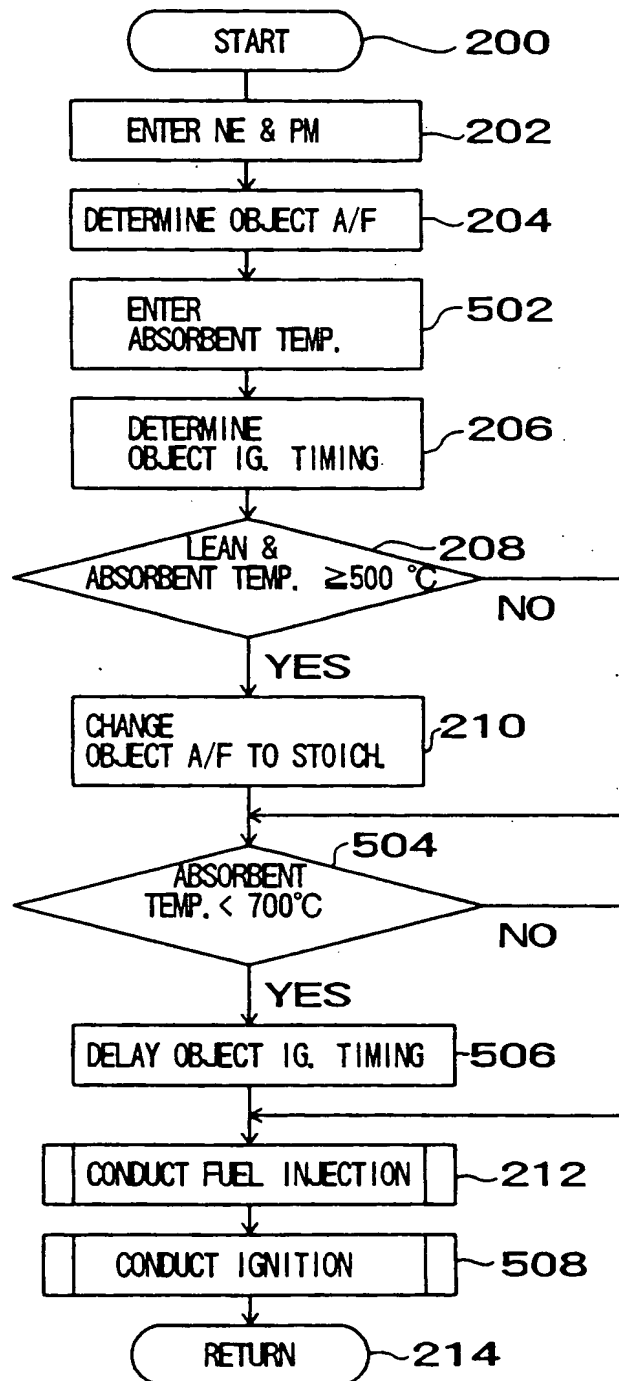 START
200
ENTER NE & PM
202
DETERMINE OBJECT A/F
204
ENTER
ABSORBENT TEMP.
502
DETERMINE
OBJECT IG. TIMING
206
LEAN &
ABSORBENT TEMP. ≧500 °C
208
NO
YES
CHANGE
OBJECT A/F TO STOICH.
210
504
ABSORBENT
TEMP. < 700°C
NO
YES
DELAY OBJECT IG. TIMING
506
CONDUCT FUEL INJECTION
212
CONDUCT IGNITION
508
RETURN
214